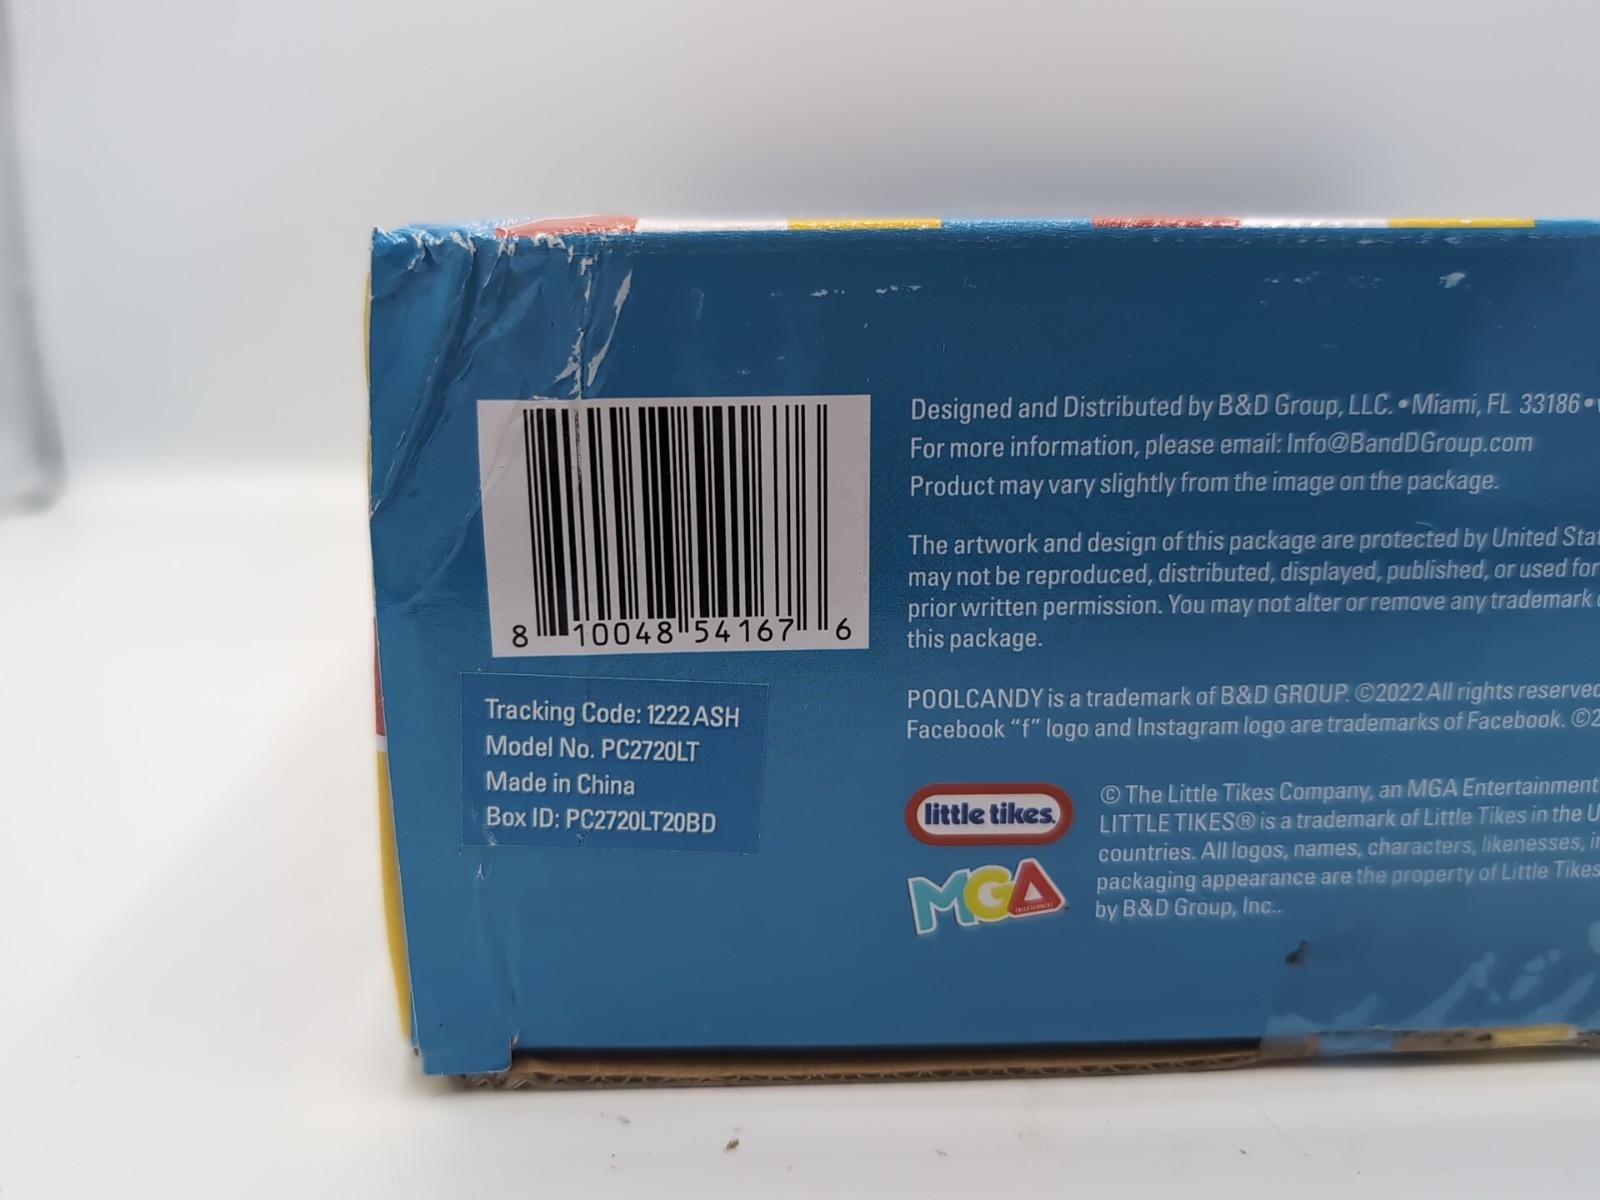 8 10048 54167 6
Tracking Code: 1222 ASH
Model No. PC2720LT
Made in China
Box ID: PC2720LT20BD
Designed and Distributed by B&D Group, LLC. • Miami, FL 33186 •
For more information, please email: Info@BandDGroup.com
Product may vary slightly from the image on the package.
The artwork and design of this package are protected by United
may not be reproduced, distributed, displayed, published, or used for
prior written permission. You may not alter or remove any trademark
this package.
POOLCANDY is a trademark of B&D GROUP. ©2022 All rights reserved
Facebook "f" logo and Instagram logo are trademarks of Facebook. ©2
little tikes
MGA
ENTERTAINMENT
© The Little Tikes Company, an MGA Entertainment
LITTLE TIKES® is a trademark of Little Tikes in the U
countries. All logos, names, characters, likenesses,
packaging appearance are the property of Little Tikes
by B&D Group, Inc..